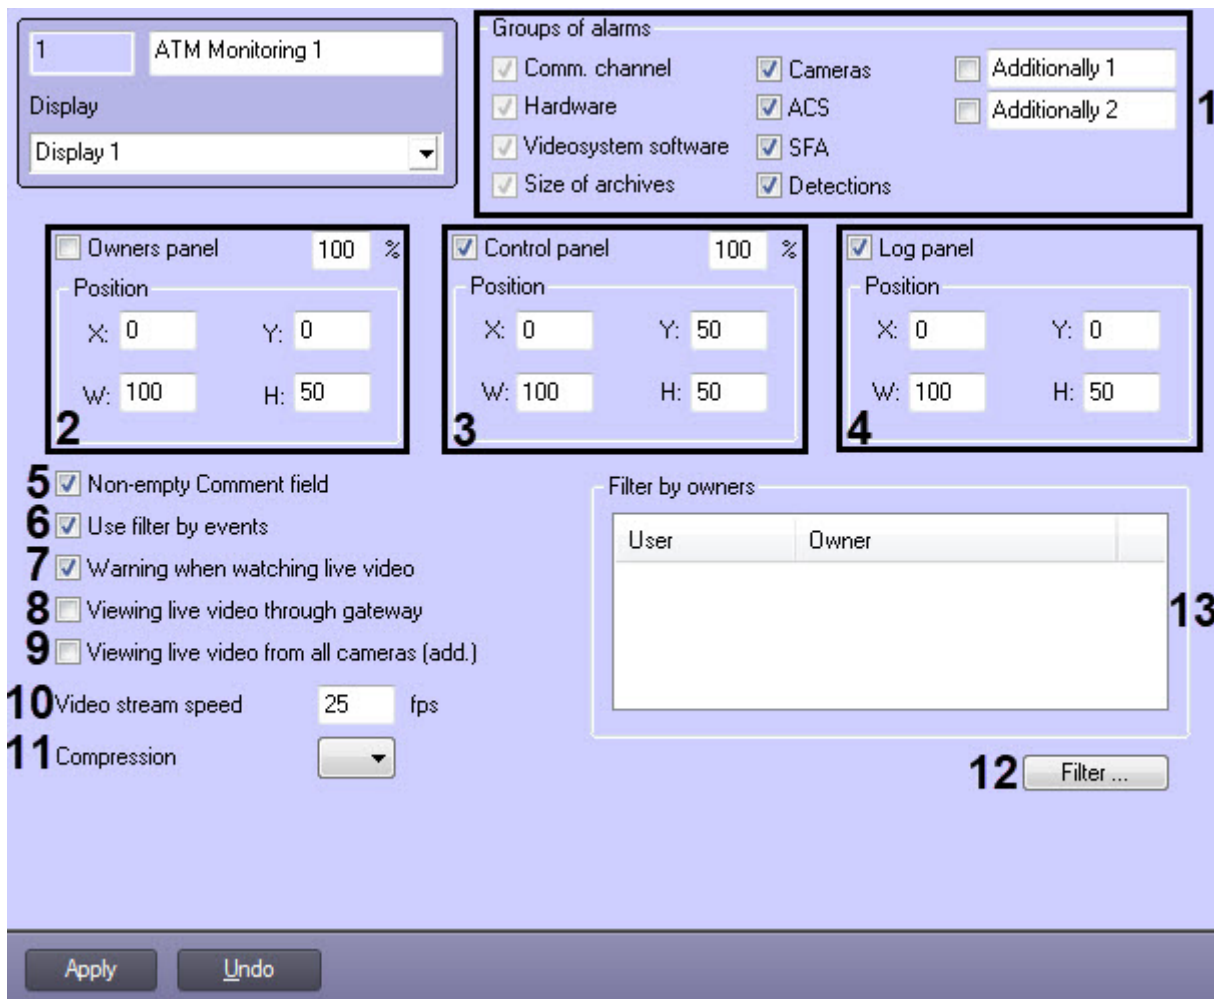 1
ATM Monitoring 1
Display
Display 1
Groups of alarms
Comm. channel
Cameras
Additionally 1
Hardware
ACS
Additionally 2
1
Videosystem software
SFA
Size of archives
Detections
Owners panel 100 %
Position
X: 0 Y: 0
W: 100 H: 50
2
Control panel 100 %
Position
X: 0 Y: 50
W: 100 H: 50
3
Log panel
Position
X: 0 Y: 0
W: 100 H: 50
4
5 Non-empty Comment field
6 Use filter by events
7 Warning when watching live video
8 Viewing live video through gateway
9 Viewing live video from all cameras (add.)
10 Video stream speed 25 fps
11 Compression
Filter by owners
User Owner
13
12 Filter ...
Apply Undo